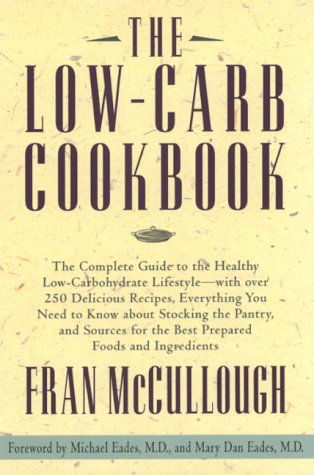 THE
LOW-CARB
COOKBOOK
The Complete Guide to the Healthy
Low-Carbohydrate Lifestyle—with over
250 Delicious Recipes, Everything You
Need to Know about Stocking the Pantry,
and Sources for the Best Prepared
Foods and Ingredients
FRAN McCULLOUGH
Foreword by Michael Eades, M.D., and Mary Dan Eades, M.D.